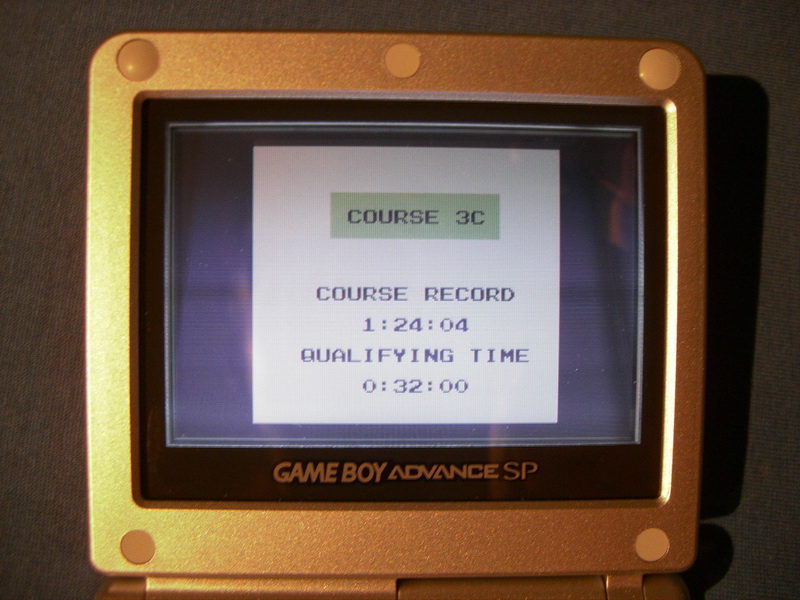 COURSE 3C
COURSE RECORD
1:24:04
QUALIFYING TIME
0:32:00
GAME BOY ADVANCE SP